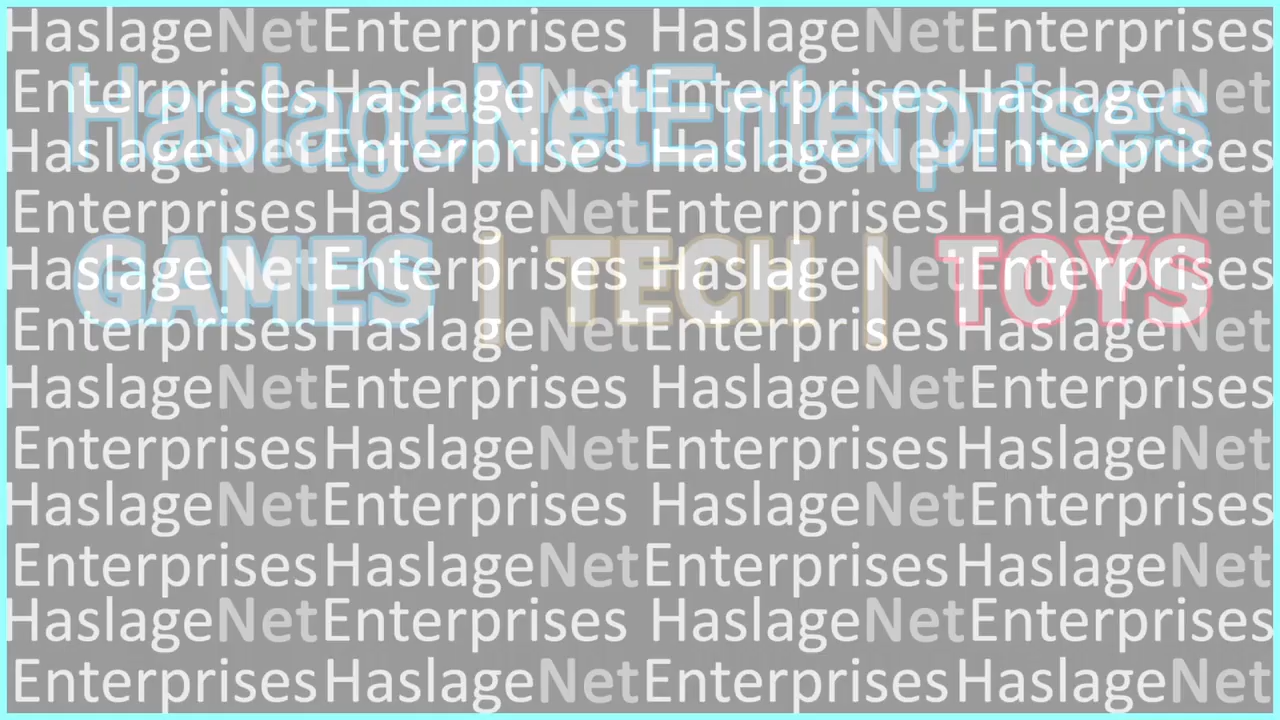 HaslageNetEnterprises HaslageNetEnterprises
EnterprisesHaslageNetEnterprisesHaslageNet
HaslageNetEnterprises
HaslageNetEnterprises HaslageNetEnterprises
EnterprisesHaslageNetEnterprisesHaslageNet
HaslageNetEnterprises HaslageNetEnterprises
GAMES | TECH | TOYS
EnterprisesHaslageNetEnterprisesHaslageNet
HaslageNetEnterprises HaslageNetEnterprises
EnterprisesHaslageNetEnterprisesHaslageNet
HaslageNetEnterprises HaslageNetEnterprises
EnterprisesHaslageNetEnterprisesHaslageNet
HaslageNetEnterprises HaslageNetEnterprises
EnterprisesHaslageNetEnterprisesHaslageNet